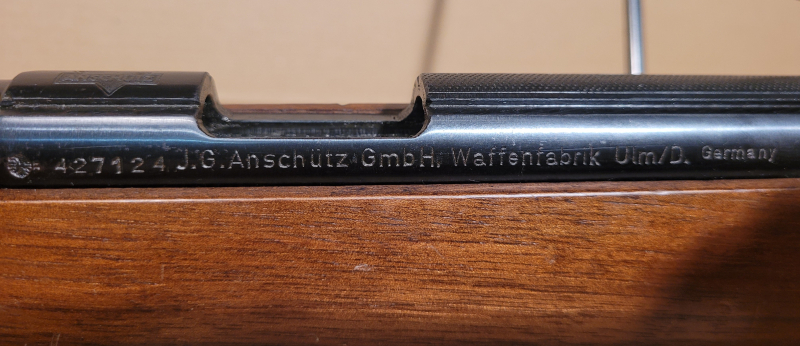 427124 J.G.Anschütz GmbH. Waffenfabrik Ulm/D. Germany